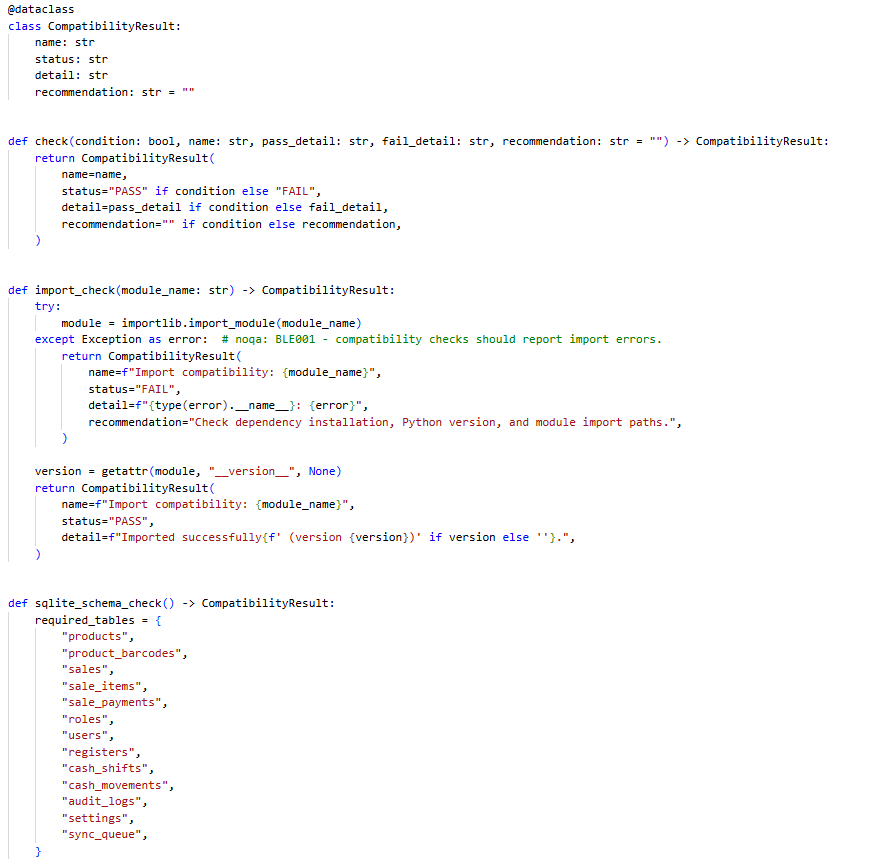 @dataclass
class CompatibilityResult:
    name: str
    status: str
    detail: str
    recommendation: str = ""
def check(condition: bool, name: str, pass_detail: str, fail_detail: str, recommendation: str = "") -> CompatibilityResult:
    return CompatibilityResult(
        name=name,
        status="PASS" if condition else "FAIL",
        detail=pass_detail if condition else fail_detail,
        recommendation="" if condition else recommendation,
    )
def import_check(module_name: str) -> CompatibilityResult:
    try:
        module = importlib.import_module(module_name)
    except Exception as error:  # noqa: BLE001 - compatibility checks should report import errors.
        return CompatibilityResult(
            name=f"Import compatibility: {module_name}",
            status="FAIL",
            detail=f"{type(error).__name__}: {error}",
            recommendation="Check dependency installation, Python version, and module import paths.",
        )
    version = getattr(module, "__version__", None)
    return CompatibilityResult(
        name=f"Import compatibility: {module_name}",
        status="PASS",
        detail=f"Imported successfully{f' (version {version})' if version else ''}.",
    )
def sqlite_schema_check() -> CompatibilityResult:
    required_tables = {
        "products",
        "product_barcodes",
        "sales",
        "sale_items",
        "sale_payments",
        "roles",
        "users",
        "registers",
        "cash_shifts",
        "cash_movements",
        "audit_logs",
        "settings",
        "sync_queue",
    }